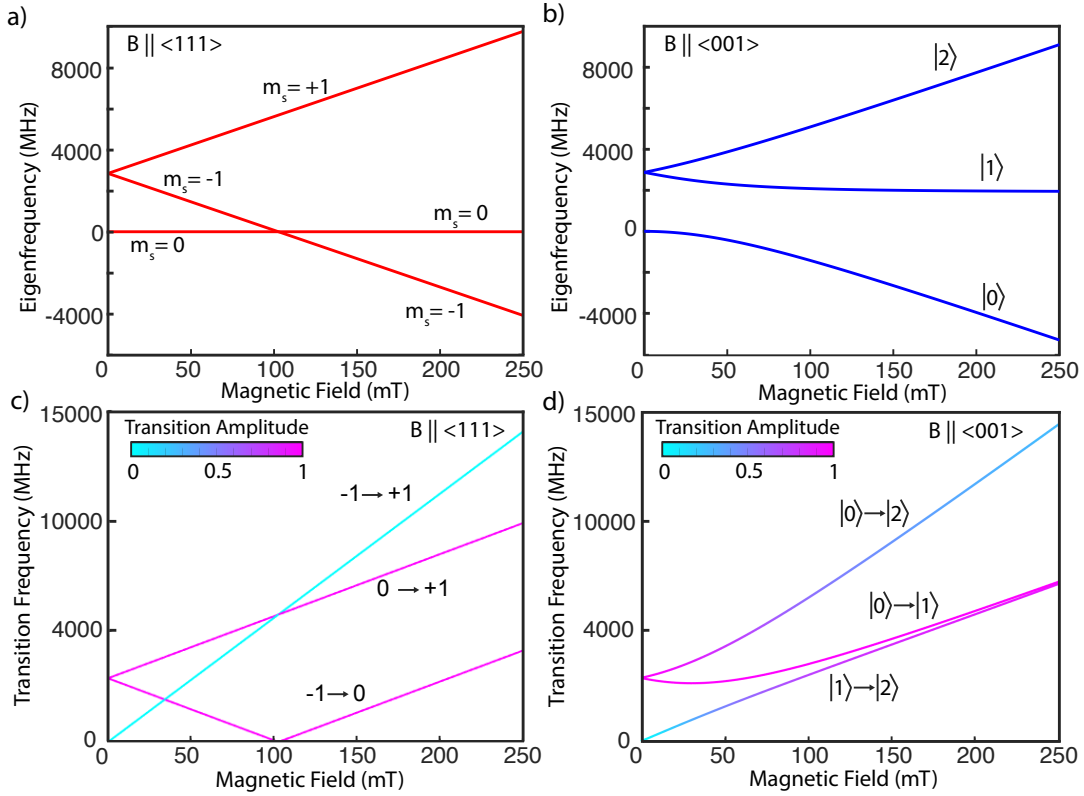 a)
B || <111>
Eigenfrequency (MHz)
8000
4000
0
-4000
m_s= +1
m_s= -1
m_s= 0
m_s= 0
m_s= -1
0 50 100 150 200 250
Magnetic Field (mT)
b)
B || <001>
Eigenfrequency (MHz)
8000
4000
0
-4000
|2⟩
|1⟩
|0⟩
0 50 100 150 200 250
Magnetic Field (mT)
c)
Transition Amplitude
0 0.5 1
B || <111>
Transition Frequency (MHz)
15000
10000
4000
0
-1→+1
0 →+1
-1→0
0 50 100 150 200 250
Magnetic Field (mT)
d)
Transition Amplitude
0 0.5 1
B || <001>
Transition Frequency (MHz)
15000
10000
4000
0
|0⟩→|2⟩
|0⟩→|1⟩
|1⟩→|2⟩
0 50 100 150 200 250
Magnetic Field (mT)